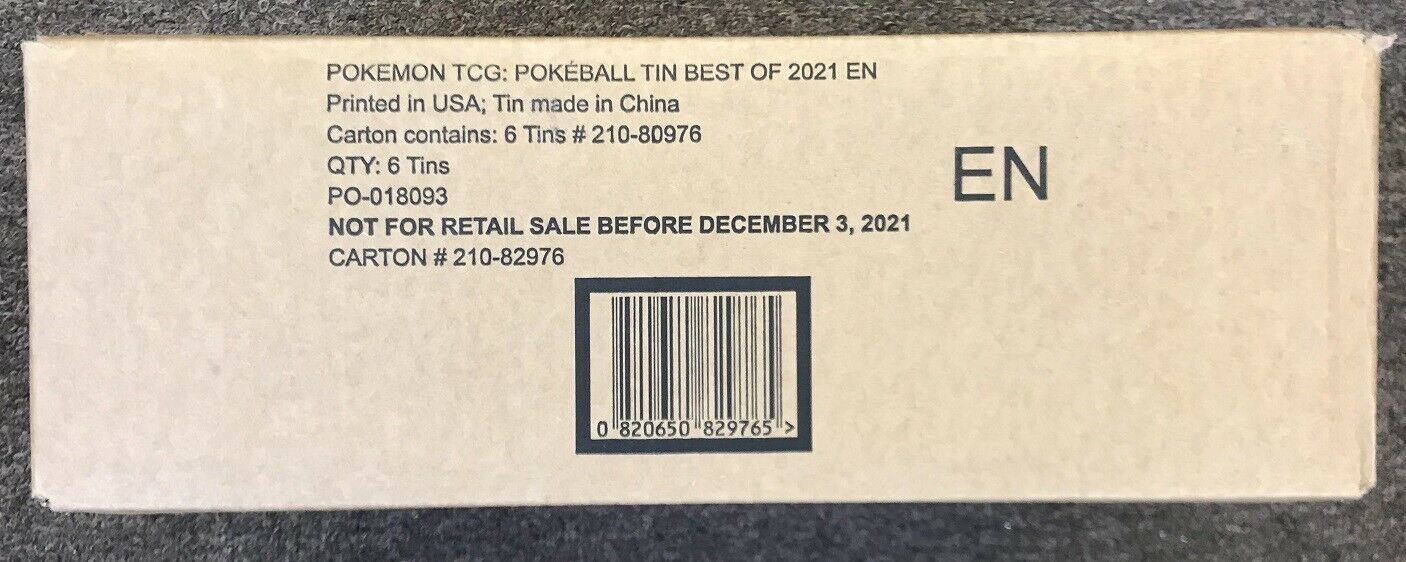 POKEMON TCG: POKÉBALL TIN BEST OF 2021 EN
Printed in USA; Tin made in China
Carton contains: 6 Tins # 210-80976
QTY: 6 Tins
PO-018093
NOT FOR RETAIL SALE BEFORE DECEMBER 3, 2021
CARTON # 210-82976
EN
0 820650 829765 >